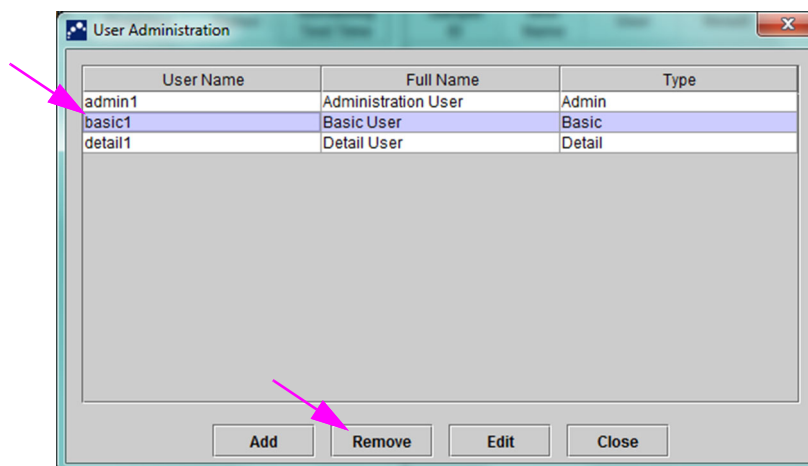 User Administration
User Name Full Name Type
admin1 Administration User Admin
basic1 Basic User Basic
detail1 Detail User Detail
Add Remove Edit Close